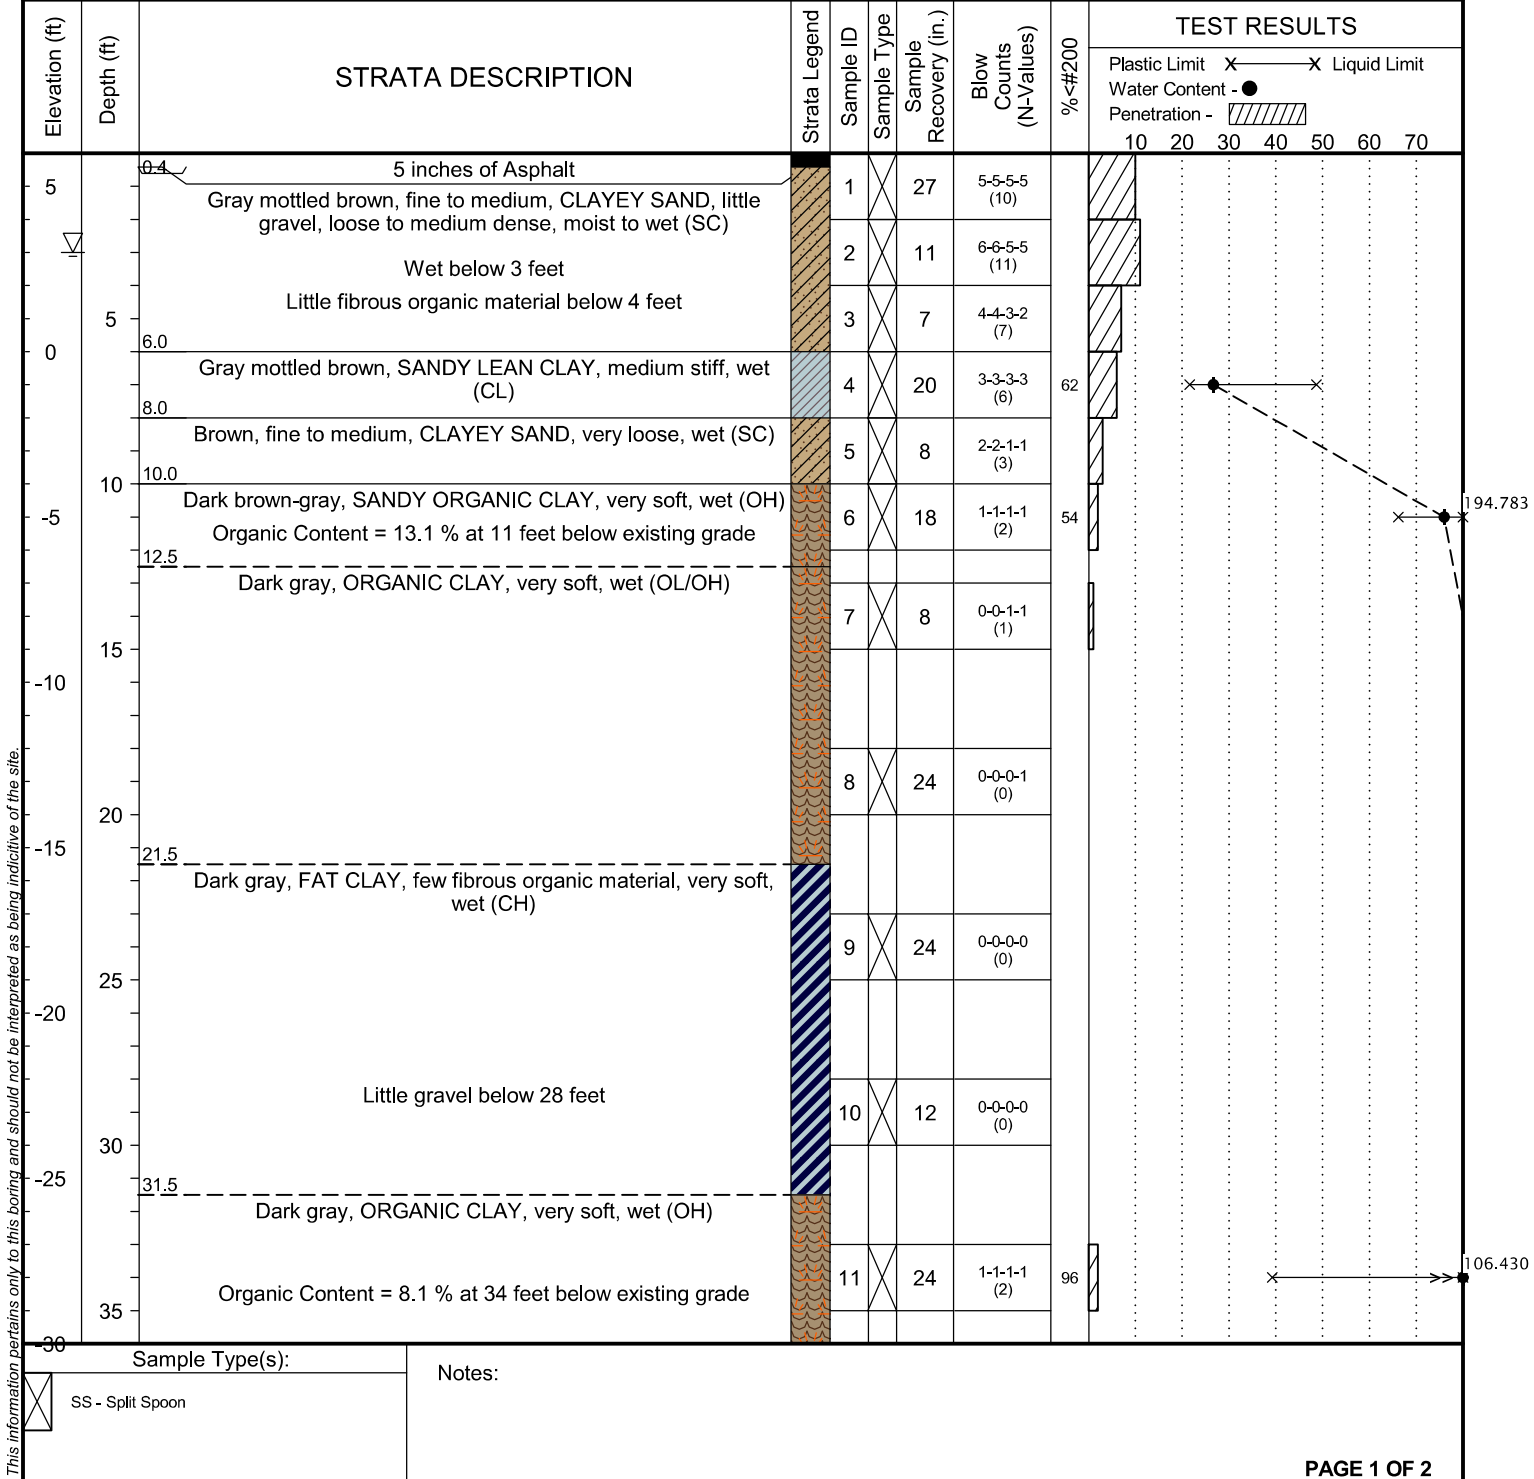 Elevation (ft)
Depth (ft)
STRATA DESCRIPTION
Strata Legend
Sample ID
Sample Type
Sample
Recovery (in.)
Blow
Counts
(N-Values)
%<#200
TEST RESULTS
Plastic Limit X X Liquid Limit
Water Content -
Penetration -
10 20 30 40 50 60 70
0.4
5 inches of Asphalt
5
Gray mottled brown, fine to medium, CLAYEY SAND, little
gravel, loose to medium dense, moist to wet (SC)
1 27 5-5-5-5
(10)
2 11 6-6-5-5
(11)
Wet below 3 feet
Little fibrous organic material below 4 feet
5
3 7 4-4-3-2
(7)
6.0
0
Gray mottled brown, SANDY LEAN CLAY, medium stiff, wet
(CL)
4 20 3-3-3-3
(6)
62
8.0
Brown, fine to medium, CLAYEY SAND, very loose, wet (SC)
5 8 2-2-1-1
(3)
10.0
10
Dark brown-gray, SANDY ORGANIC CLAY, very soft, wet (OH)
-5
6 18 1-1-1-1
(2)
54
194.783
Organic Content = 13.1 % at 11 feet below existing grade
12.5
Dark gray, ORGANIC CLAY, very soft, wet (OL/OH)
7 8 0-0-1-1
(1)
15
-10
8 24 0-0-0-1
(0)
20
-15
21.5
Dark gray, FAT CLAY, few fibrous organic material, very soft,
wet (CH)
9 24 0-0-0-0
(0)
25
-20
Little gravel below 28 feet
10 12 0-0-0-0
(0)
30
-25
31.5
Dark gray, ORGANIC CLAY, very soft, wet (OH)
11 24 1-1-1-1
(2)
96
106.430
Organic Content = 8.1 % at 34 feet below existing grade
35
-30
This information pertains only to this boring and should not be interpreted as being indicitive of the site.
Sample Type(s):
SS - Split Spoon
Notes:
PAGE 1 OF 2